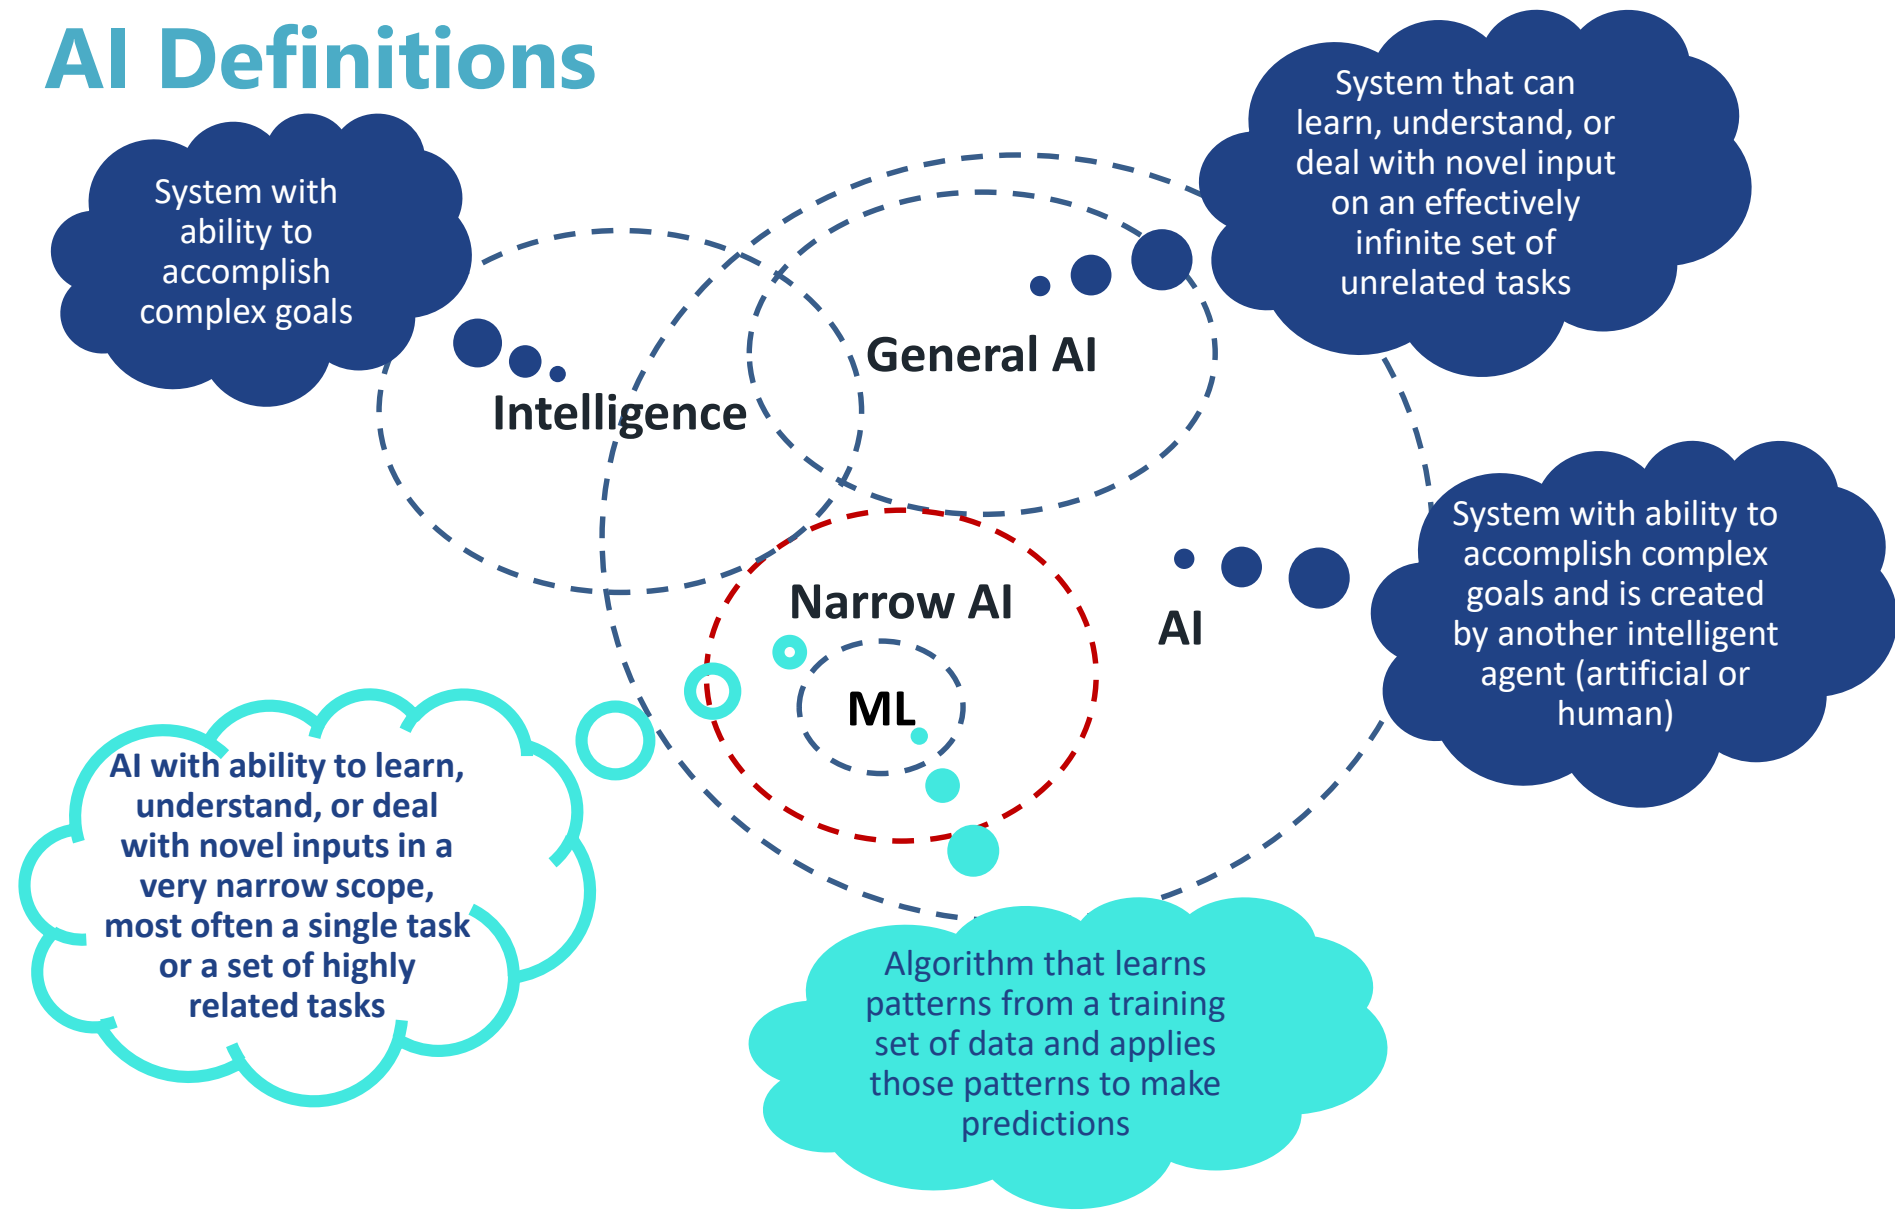 AI Definitions
System with
ability to
accomplish
complex goals
System that can
learn, understand, or
deal with novel input
on an effectively
infinite set of
unrelated tasks
General AI
Intelligence
System with ability to
accomplish complex
goals and is created
by another intelligent
agent (artificial or
human)
Narrow AI
AI
ML
AI with ability to learn,
understand, or deal
with novel inputs in a
very narrow scope,
most often a single task
or a set of highly
related tasks
Algorithm that learns
patterns from a training
set of data and applies
those patterns to make
predictions